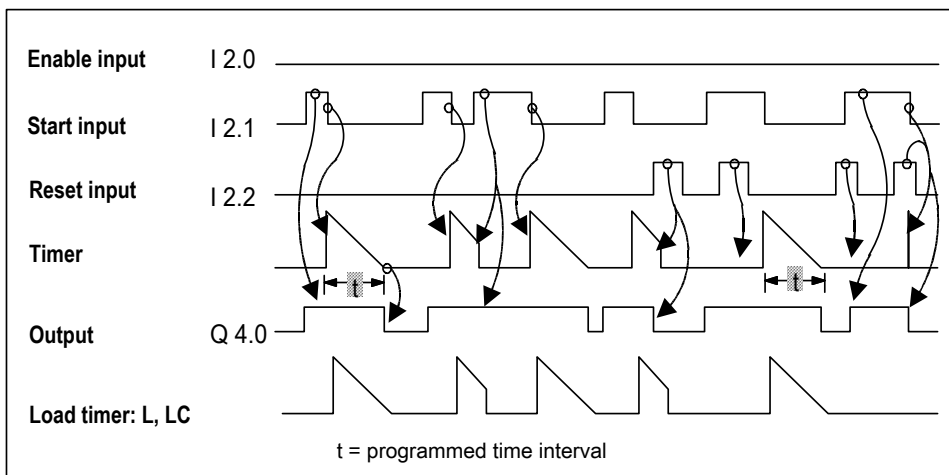 Enable input I 2.0
Start input I 2.1
Reset input I 2.2
Timer
t t
Output Q 4.0
Load timer: L, LC
t = programmed time interval